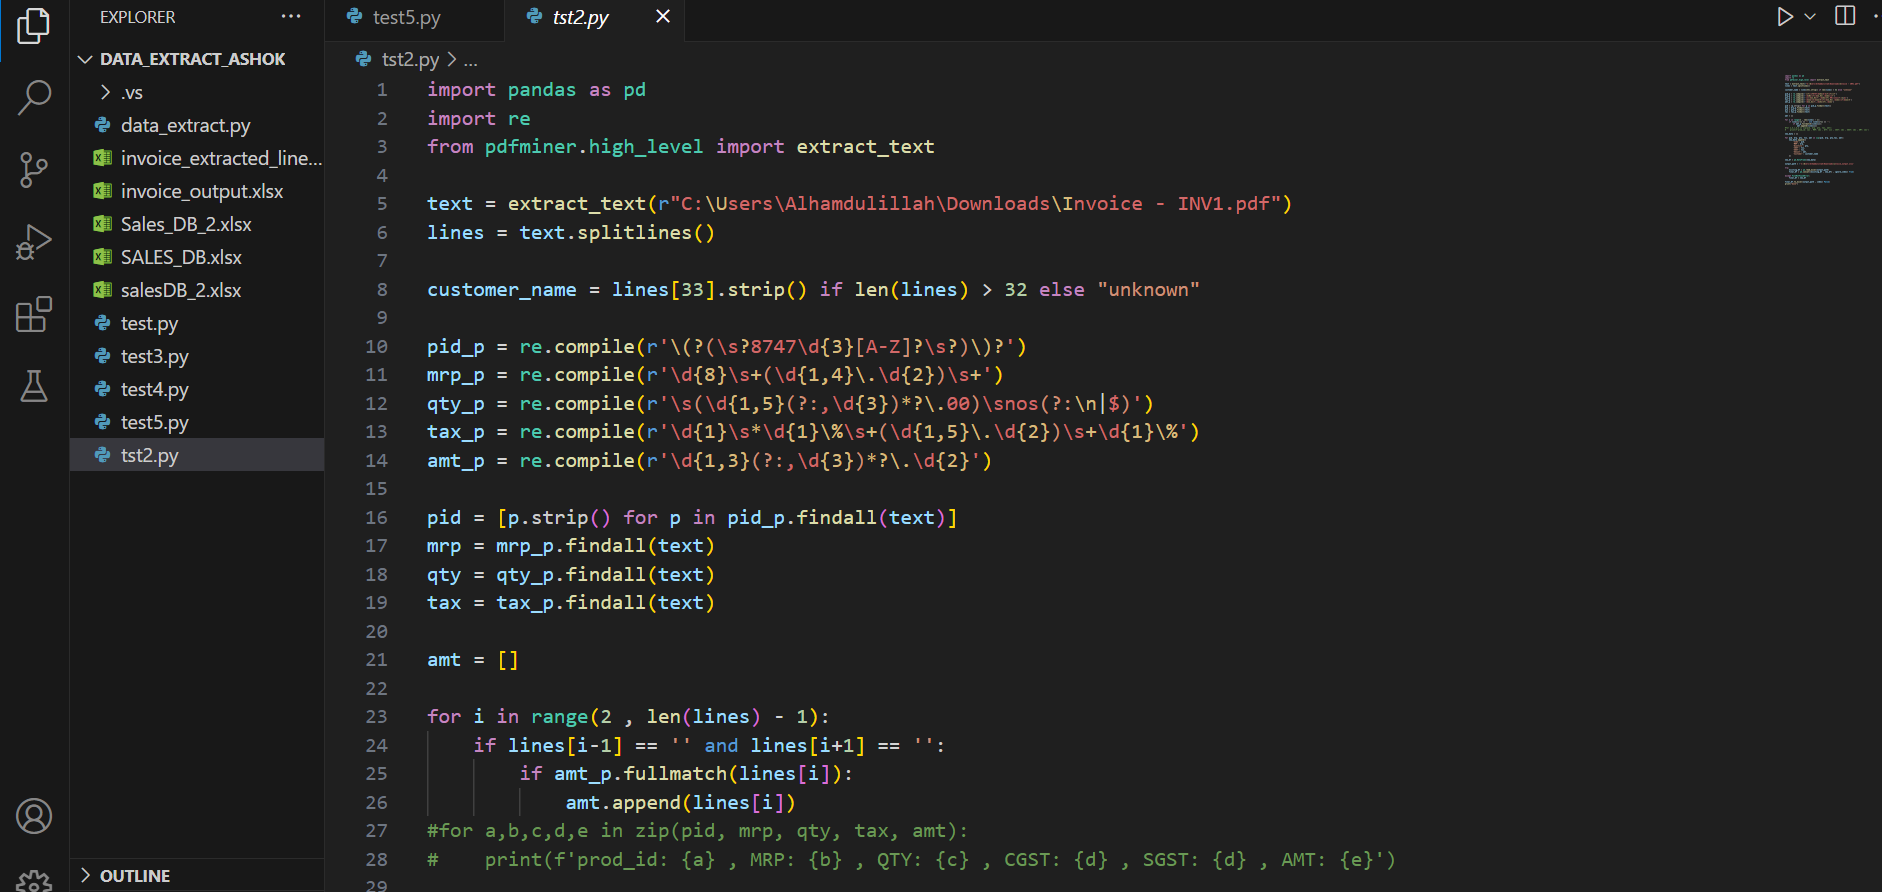 EXPLORER
DATA_EXTRACT_ASHOK
.vs
data_extract.py
invoice_extracted_line...
invoice_output.xlsx
Sales_DB_2.xlsx
SALES_DB.xlsx
salesDB_2.xlsx
test.py
test3.py
test4.py
test5.py
tst2.py
OUTLINE
test5.py
tst2.py
tst2.py > ...
1 import pandas as pd
2 import re
3 from pdfminer.high_level import extract_text
4
5 text = extract_text(r"C:\Users\Alhamdulillah\Downloads\Invoice - INV1.pdf")
6 lines = text.splitlines()
7
8 customer_name = lines[33].strip() if len(lines) > 32 else "unknown"
9
10 pid_p = re.compile(r'\(?(\s?8747\d{3}[A-Z]?\s?)\)?')
11 mrp_p = re.compile(r'\d{8}\s+(\d{1,4}\.\d{2})\s+')
12 qty_p = re.compile(r'\s(\d{1,5}(?:,\d{3})*?\.00)\snos(?:\n|$)')
13 tax_p = re.compile(r'\d{1}\s*\d{1}\%\s+(\d{1,5}\.\d{2})\s+\d{1}\%')
14 amt_p = re.compile(r'\d{1,3}(?:,\d{3})*?\.\d{2}')
15
16 pid = [p.strip() for p in pid_p.findall(text)]
17 mrp = mrp_p.findall(text)
18 qty = qty_p.findall(text)
19 tax = tax_p.findall(text)
20
21 amt = []
22
23 for i in range(2 , len(lines) - 1):
24     if lines[i-1] == '' and lines[i+1] == '':
25         if amt_p.fullmatch(lines[i]):
26             amt.append(lines[i])
27 #for a,b,c,d,e in zip(pid, mrp, qty, tax, amt):
28 #    print(f'prod_id: {a} , MRP: {b} , QTY: {c} , CGST: {d} , SGST: {d} , AMT: {e}')
29